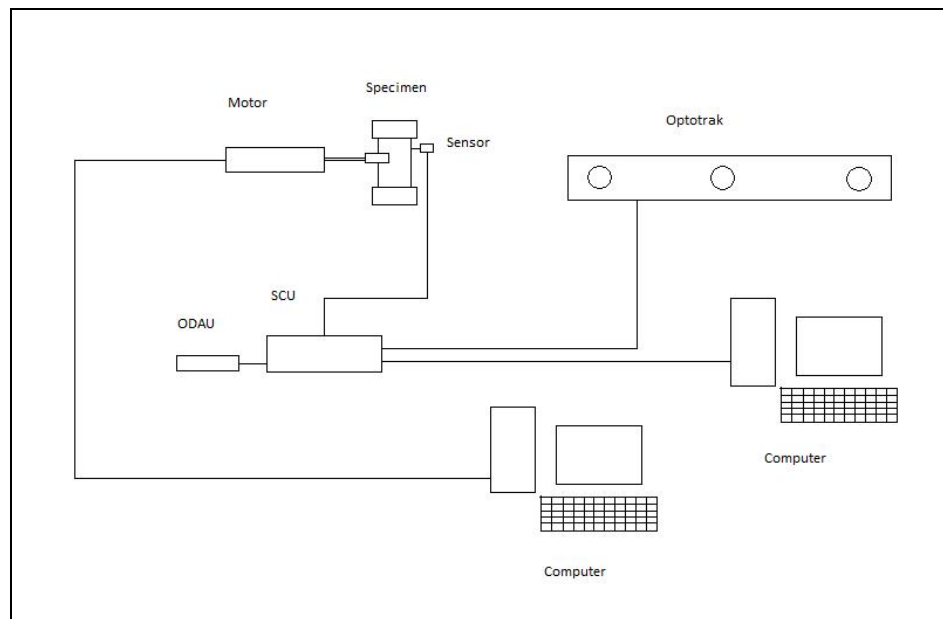 Specimen
Motor
Optotrak
Sensor
SCU
ODAU
Computer
Computer